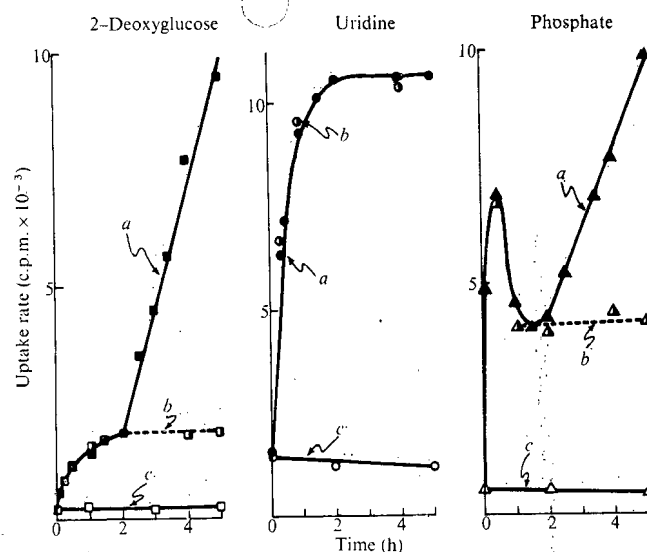 2-Deoxyglucose
Uridine
Phosphate
Uptake rate (c.p.m. × 10⁻³)
10
5
0
2
4
a
b
c
10
5
0
2
4
b
a
c
10
5
0
2
4
a
b
c
Time (h)